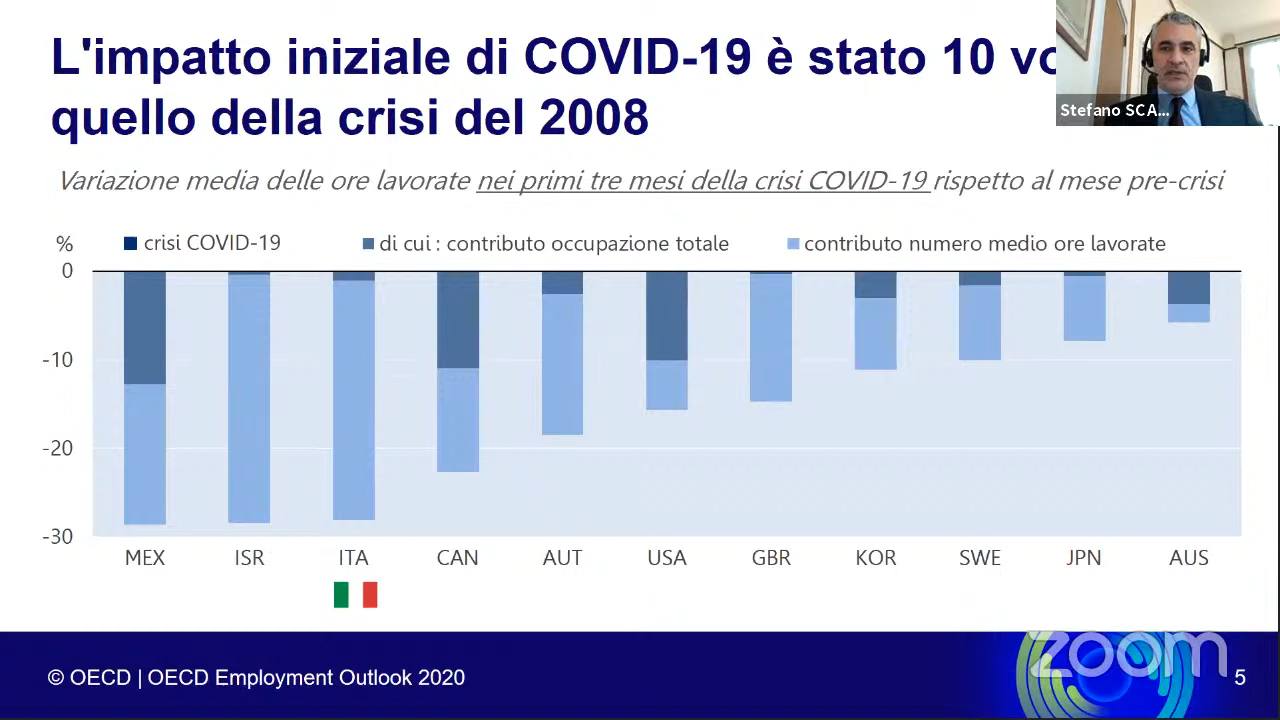 L'impatto iniziale di COVID-19 è stato 10
quello della crisi del 2008
Stefano SCA...
Variazione media delle ore lavorate nei primi tre mesi della crisi COVID-19 rispetto al mese pre-crisi
% crisi COVID-19 di cui : contributo occupazione totale contributo numero medio ore lavorate
0
-10
-20
-30
MEX ISR ITA CAN AUT USA GBR KOR SWE JPN AUS
© OECD | OECD Employment Outlook 2020
zoom
5